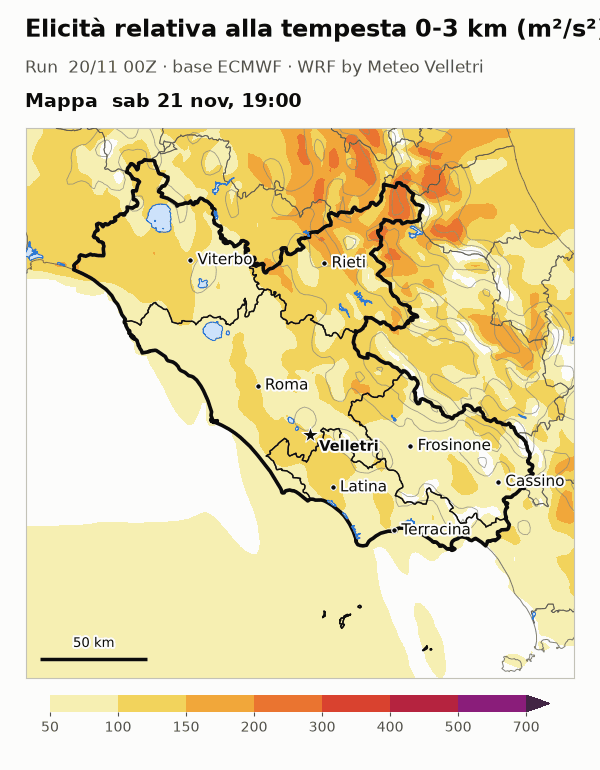 Elicità relativa alla tempesta 0-3 km (m²/s²)
Run  20/11 00Z · base ECMWF · WRF by Meteo Velletri
Mappa  sab 21 nov, 19:00
Viterbo
Rieti
Roma
Velletri
Frosinone
Latina
Cassino
Terracina
50 km
50 100 150 200 300 400 500 700